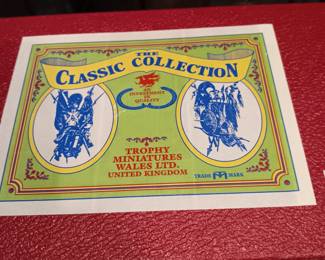 THE
CLASSIC COLLECTION
AN
INVESTMENT
IN
QUALITY
TROPHY
MINIATURES
WALES LTD.
UNITED KINGDOM
TRADE MARK